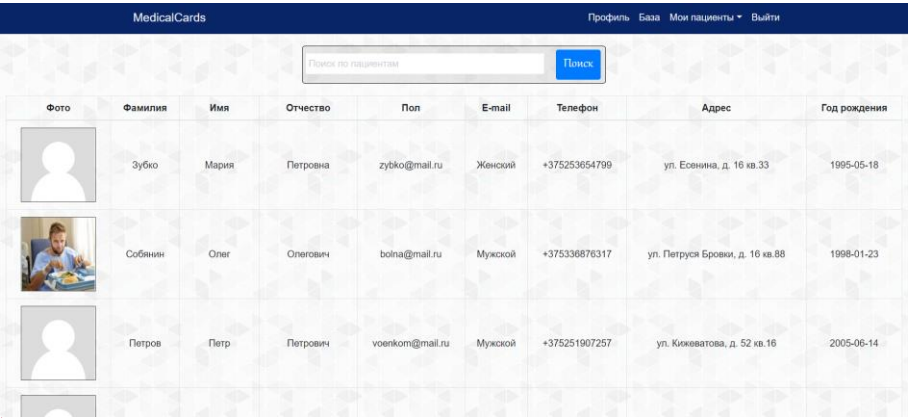 MedicalCards Профиль База Мои пациенты Выйти
Поиск по пациентам Поиск
Фото Фамилия Имя Отчество Пол E-mail Телефон Адрес Год рождения
Зубко Мария Петровна zybko@mail.ru Женский +375253654799 ул. Есенина, д. 16 кв.33 1995-05-18
Собянин Олег Олегович bolna@mail.ru Мужской +375336876317 ул. Петруся Бровки, д. 16 кв.88 1998-01-23
Петров Петр Петрович voenkom@mail.ru Мужской +375251907257 ул. Кижеватова, д. 52 кв.16 2005-06-14